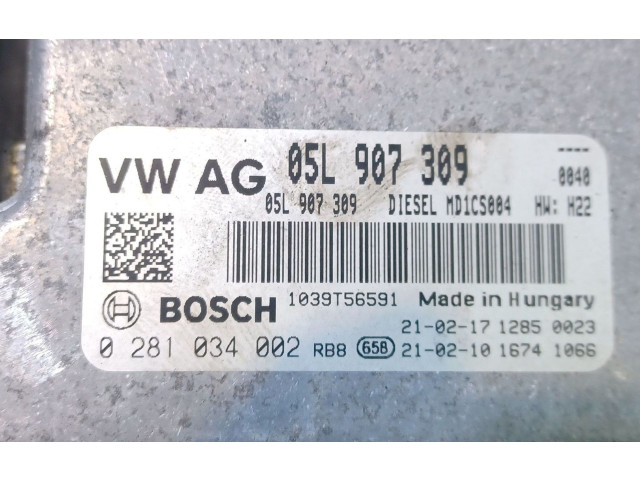 VW AG 05L 907 309 ----
0040
05L 907 309 DIESEL MD1CS004 HW: H22
BOSCH 1039T56591 Made in Hungary
21-02-17 1285 0023
0 281 034 002 RB8 658 21-02-10 1674 1066